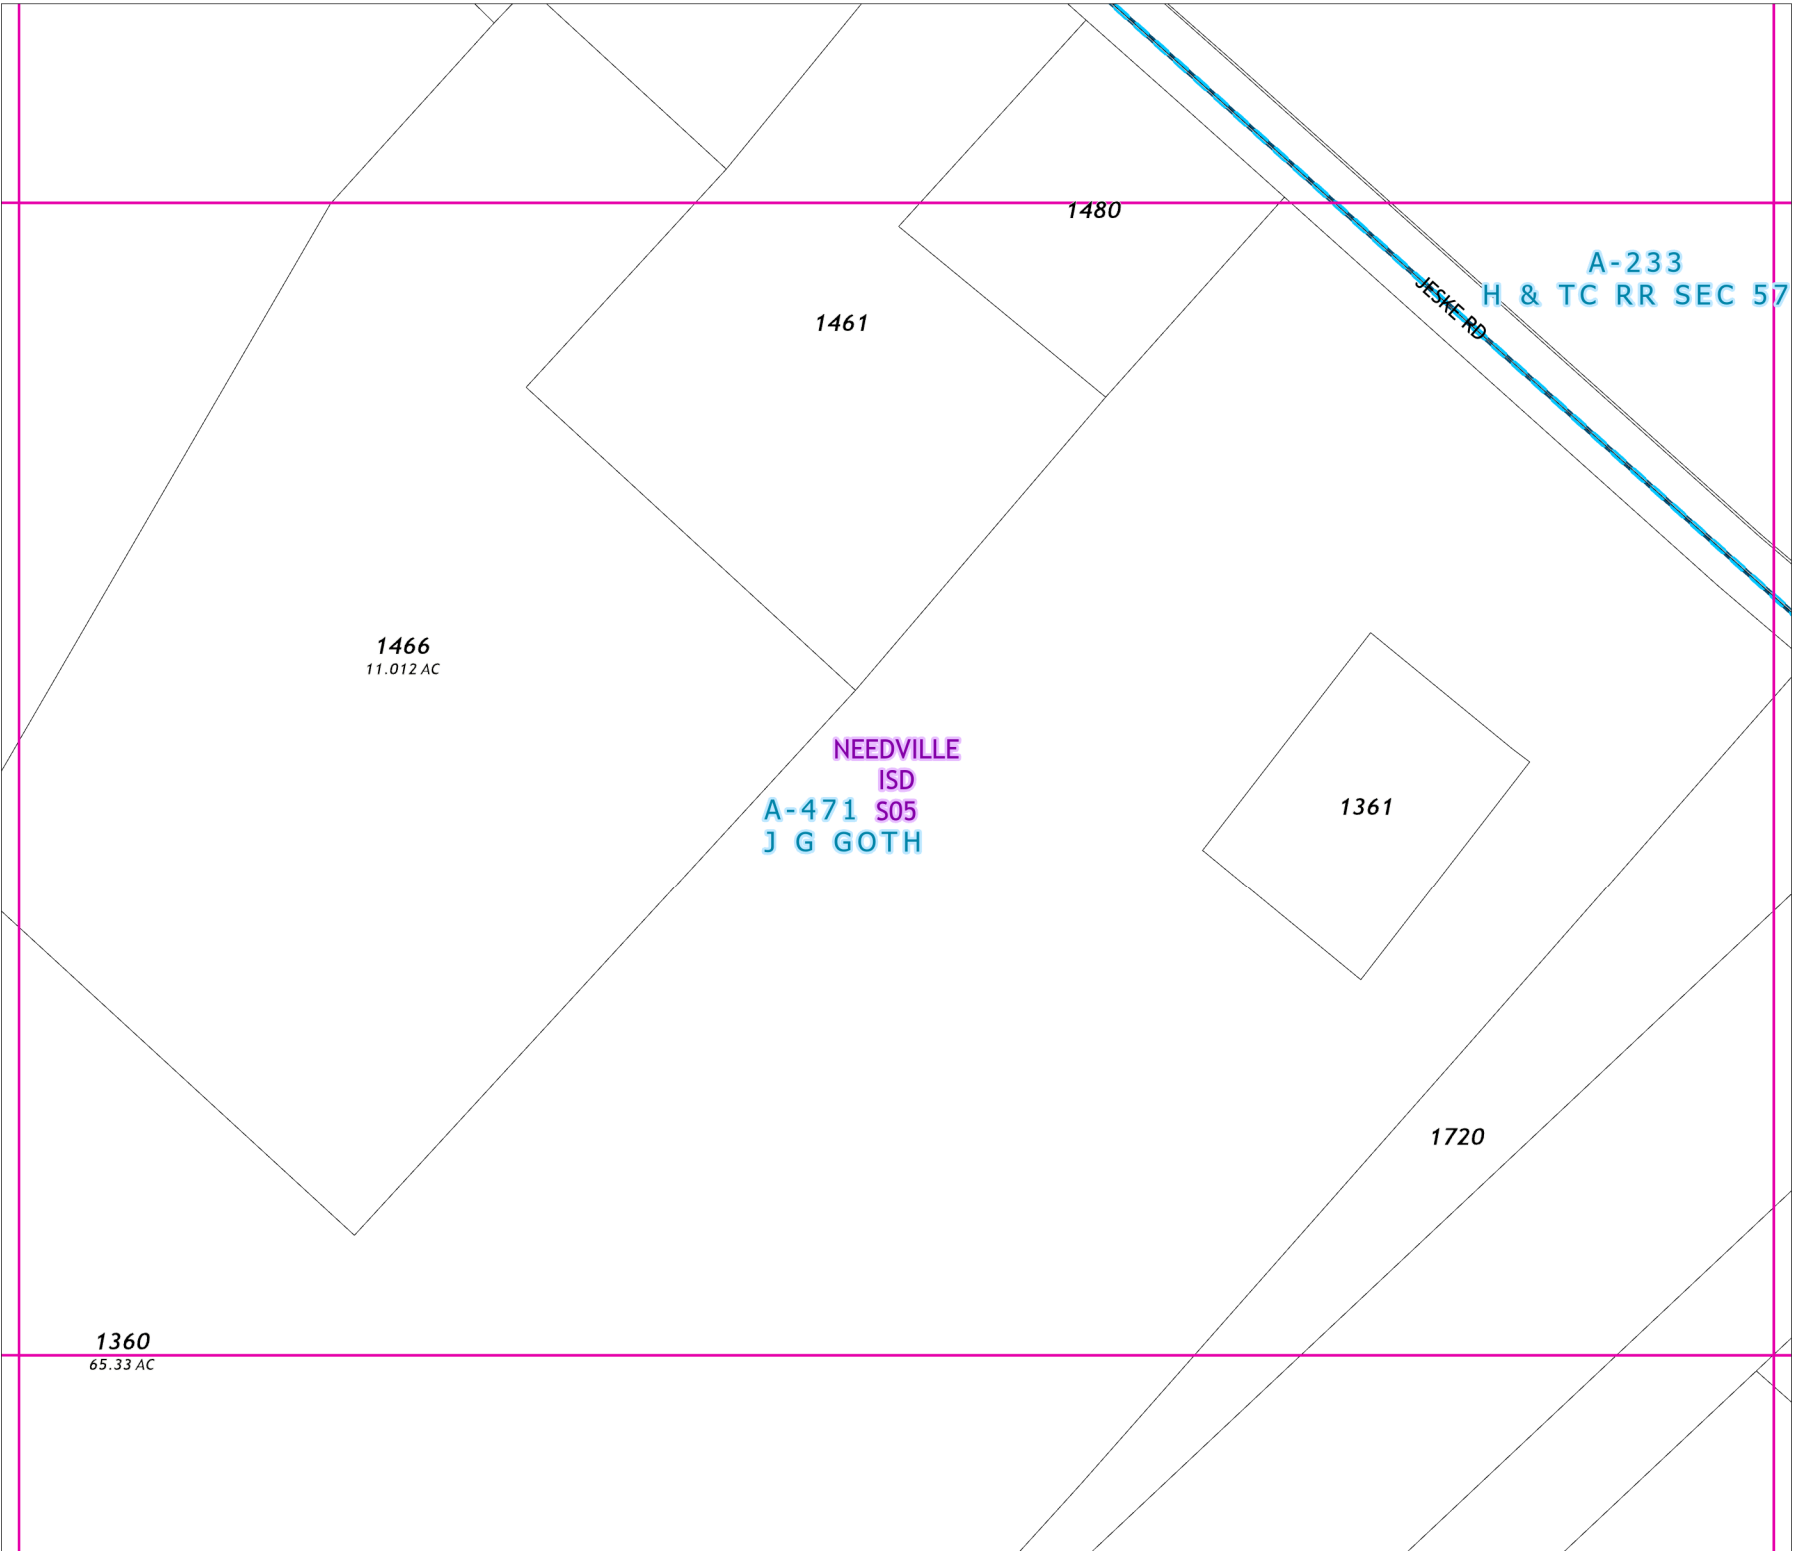 1480
A-233
H & TC RR SEC 57
JESKE RD
1461
1466
11.012 AC
NEEDVILLE
ISD
S05
A-471
J G GOTH
1361
1720
1360
65.33 AC